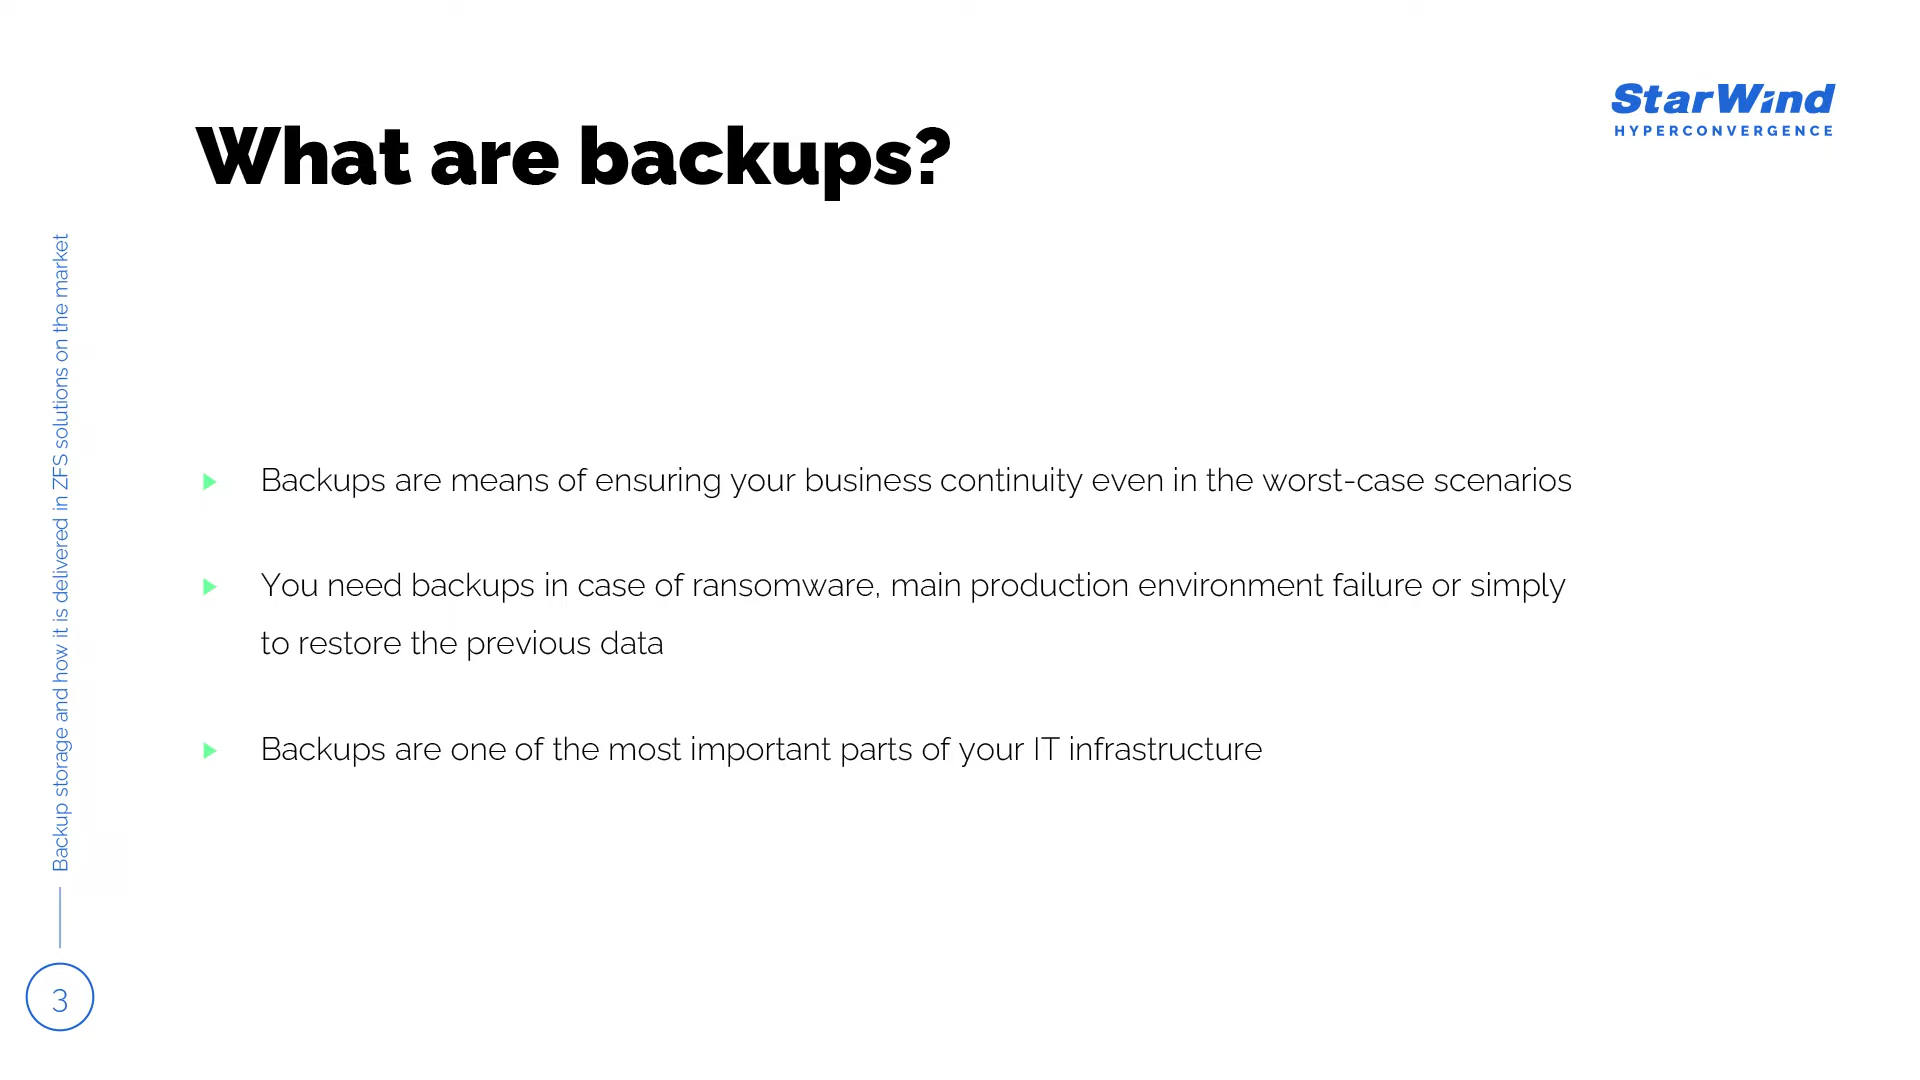 StarWind
HYPERCONVERGENCE
What are backups?
Backups are means of ensuring your business continuity even in the worst-case scenarios
You need backups in case of ransomware, main production environment failure or simply
to restore the previous data
Backups are one of the most important parts of your IT infrastructure
Backup storage and how it is delivered in ZFS solutions on the market
3